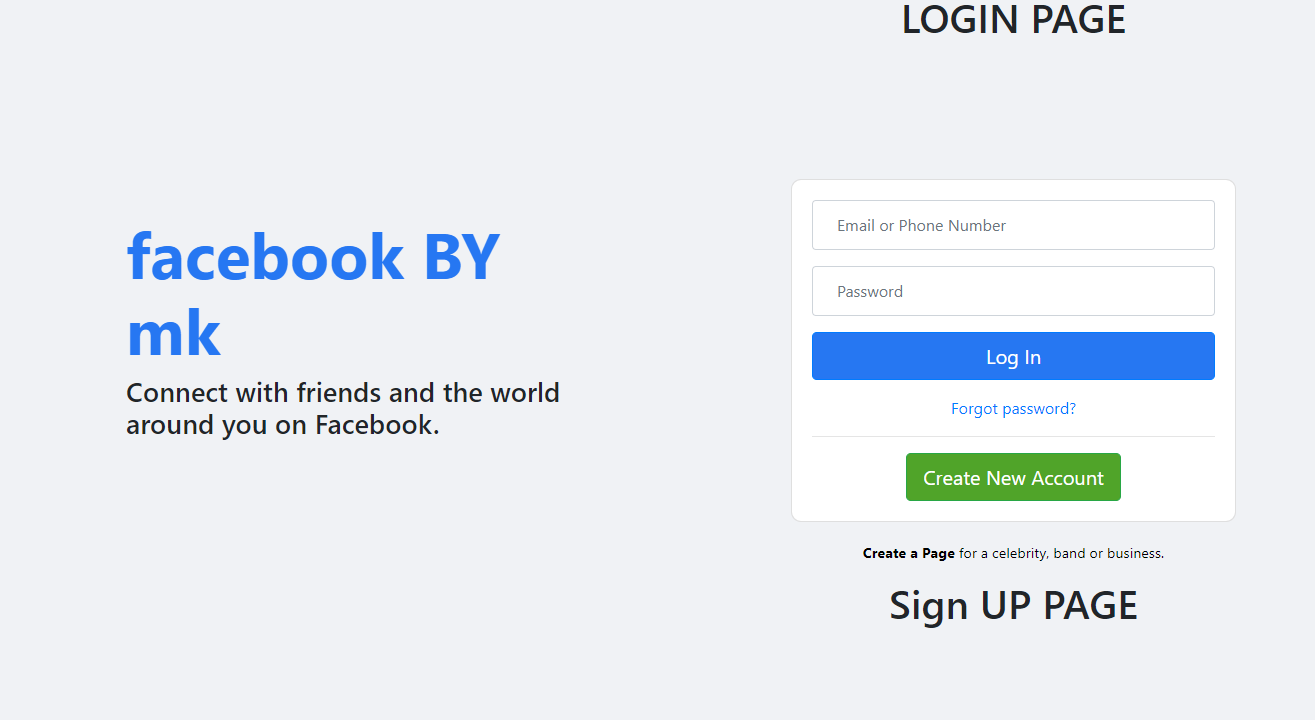 LOGIN PAGE
facebook BY
mk
Connect with friends and the world
around you on Facebook.
Email or Phone Number
Password
Log In
Forgot password?
Create New Account
Create a Page for a celebrity, band or business.
Sign UP PAGE